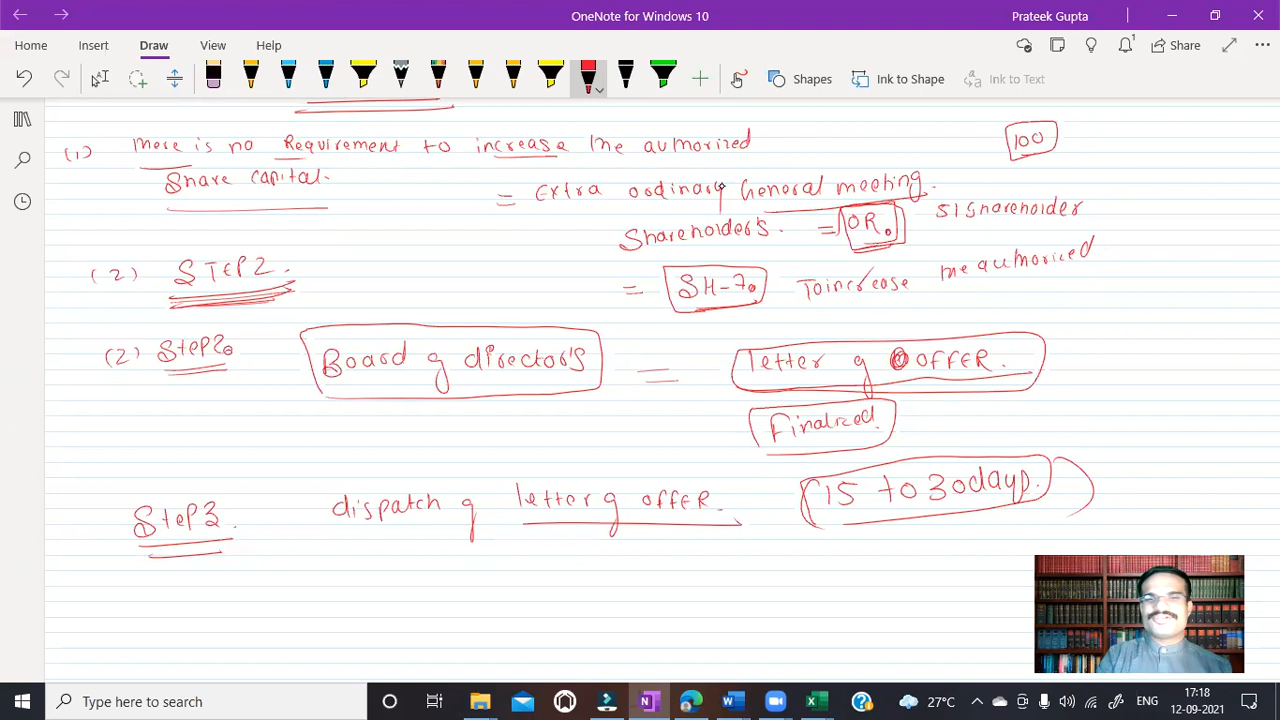 OneNote for Windows 10
Prateek Gupta
Home Insert Draw View Help
Share
Shapes
Ink to Shape
Ink to Text
(1) There is no Requirement to increase the authorized
Share capital.
100
= Extra ordinary General meeting.
Shareholder's. = OR.
51 shareholder
(2) STEP2.
= SH-7.
To increase the authorized
(2) Step2.
Board of director's = letter of OFFER.
Finalized.
Step3. dispatch of letter of offer. (15 to 30 days.)
Type here to search
27°C
ENG
17:18
12-09-2021